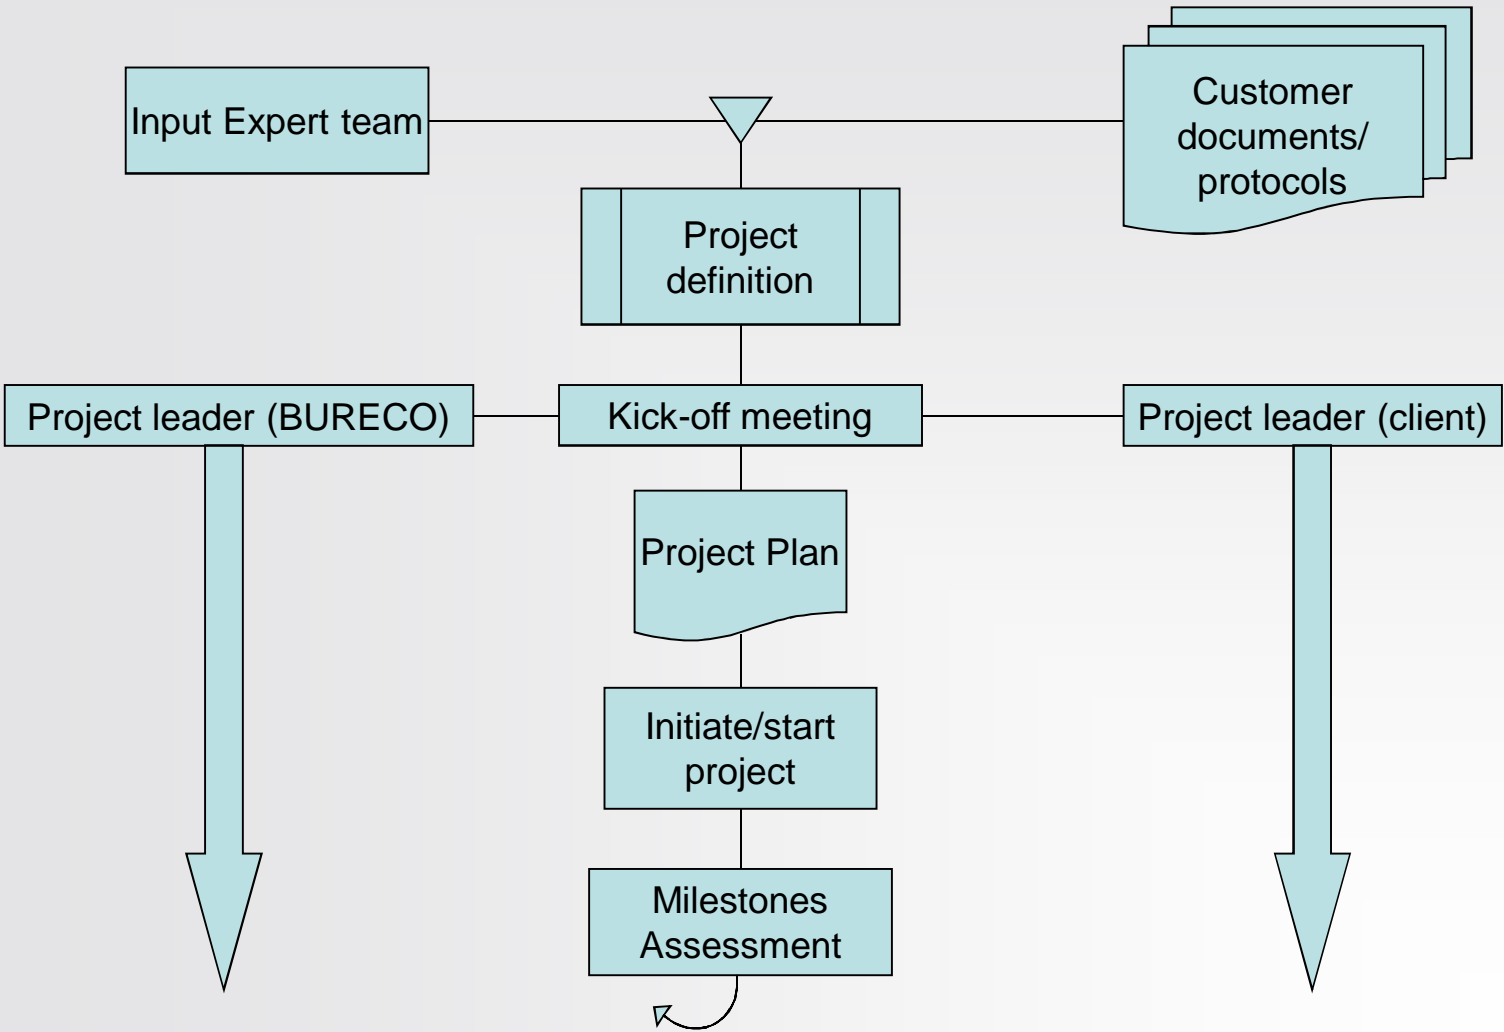 Input Expert team
Customer
documents/
protocols
Project
definition
Project leader (BURECO)
Kick-off meeting
Project leader (client)
Project Plan
Initiate/start
project
Milestones
Assessment